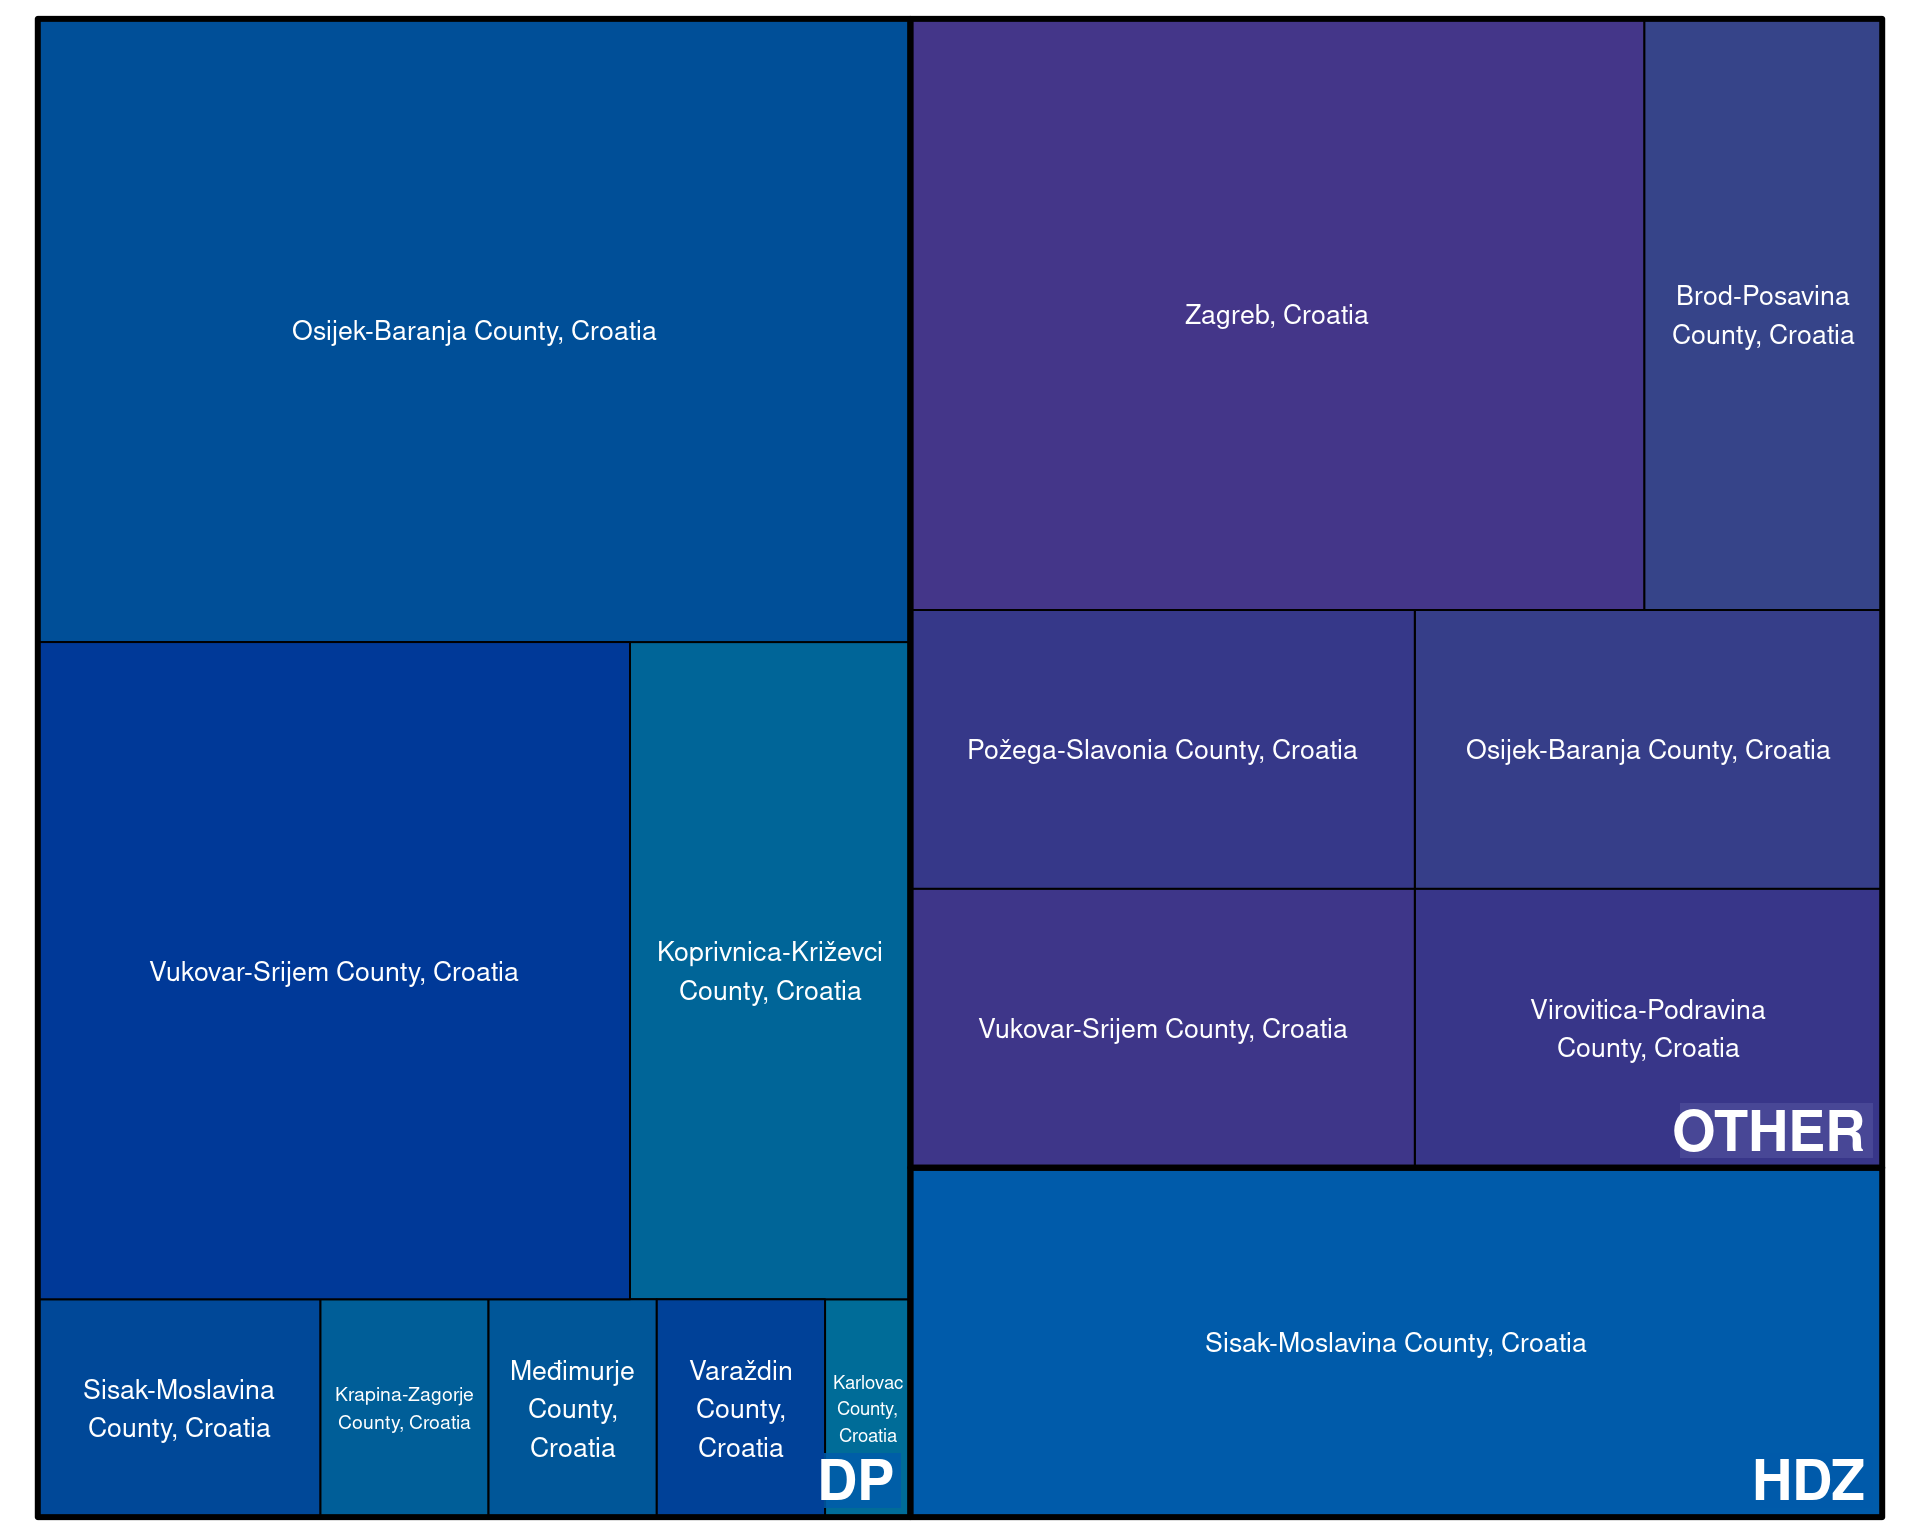 Osijek-Baranja County, Croatia
Vukovar-Srijem County, Croatia
Koprivnica-Križevci
County, Croatia
Sisak-Moslavina
County, Croatia
Krapina-Zagorje
County, Croatia
Međimurje
County,
Croatia
Varaždin
County,
Croatia
Karlovac
County,
Croatia
DP
Zagreb, Croatia
Brod-Posavina
County, Croatia
Požega-Slavonia County, Croatia
Osijek-Baranja County, Croatia
Vukovar-Srijem County, Croatia
Virovitica-Podravina
County, Croatia
OTHER
Sisak-Moslavina County, Croatia
HDZ